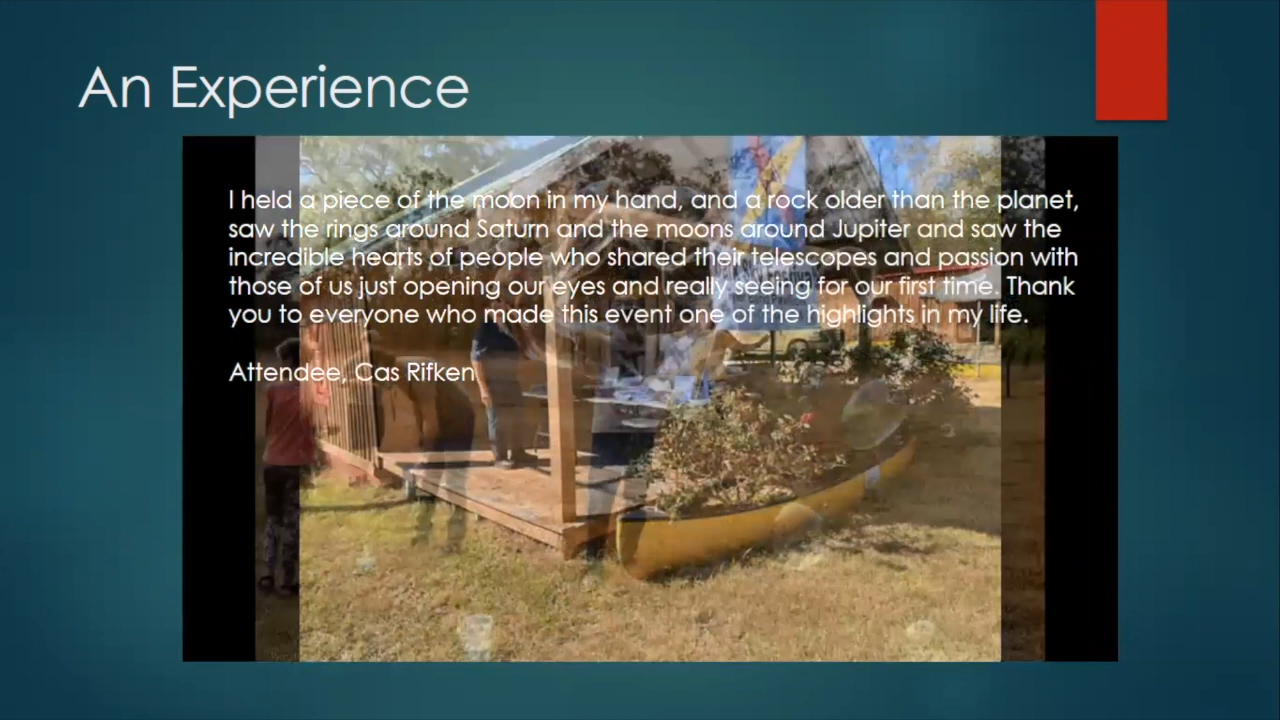 An Experience
I held a piece of the moon in my hand, and a rock older than the planet,
saw the rings around Saturn and the moons around Jupiter and saw the
incredible hearts of people who shared their telescopes and passion with
those of us just opening our eyes and really seeing for our first time. Thank
you to everyone who made this event one of the highlights in my life.
Attendee, Cas Rifken